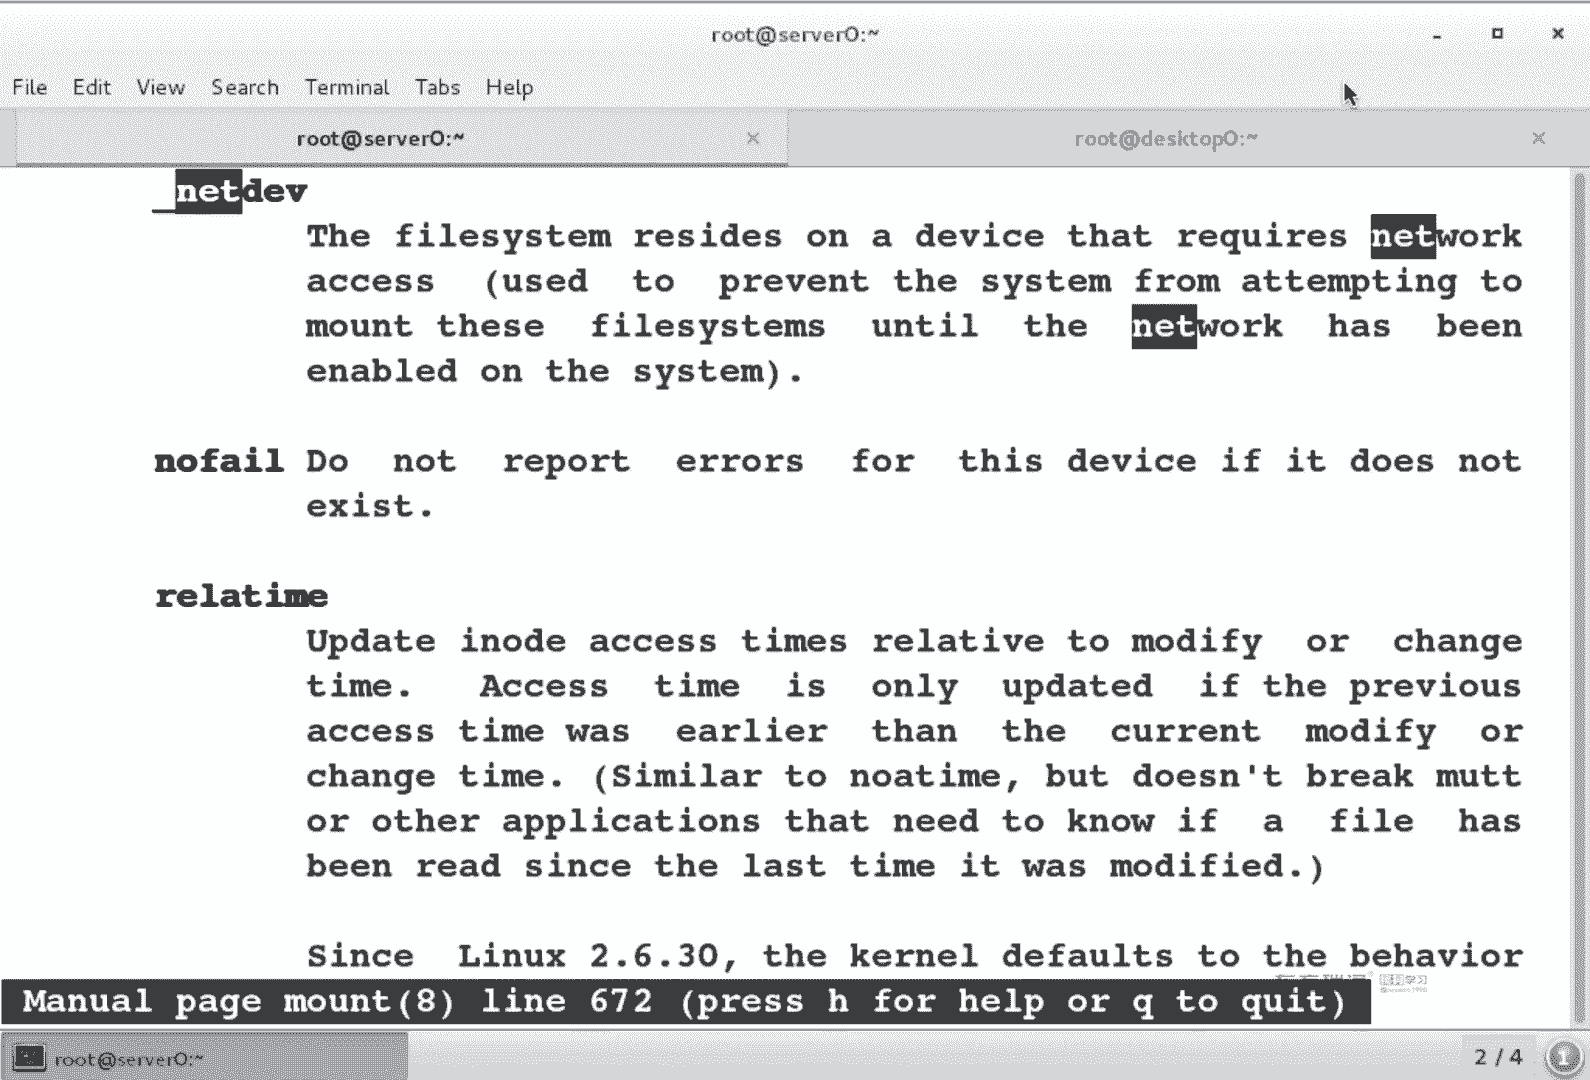 root@server0:~
File Edit View Search Terminal Tabs Help
root@server0:~ root@desktop0:~
_netdev
The filesystem resides on a device that requires network
access (used to prevent the system from attempting to
mount these filesystems until the network has been
enabled on the system).
nofail Do not report errors for this device if it does not
exist.
relatime
Update inode access times relative to modify or change
time. Access time is only updated if the previous
access time was earlier than the current modify or
change time. (Similar to noatime, but doesn't break mutt
or other applications that need to know if a file has
been read since the last time it was modified.)
Since Linux 2.6.30, the kernel defaults to the behavior
Manual page mount(8) line 672 (press h for help or q to quit)
root@server0:~ 2 / 4